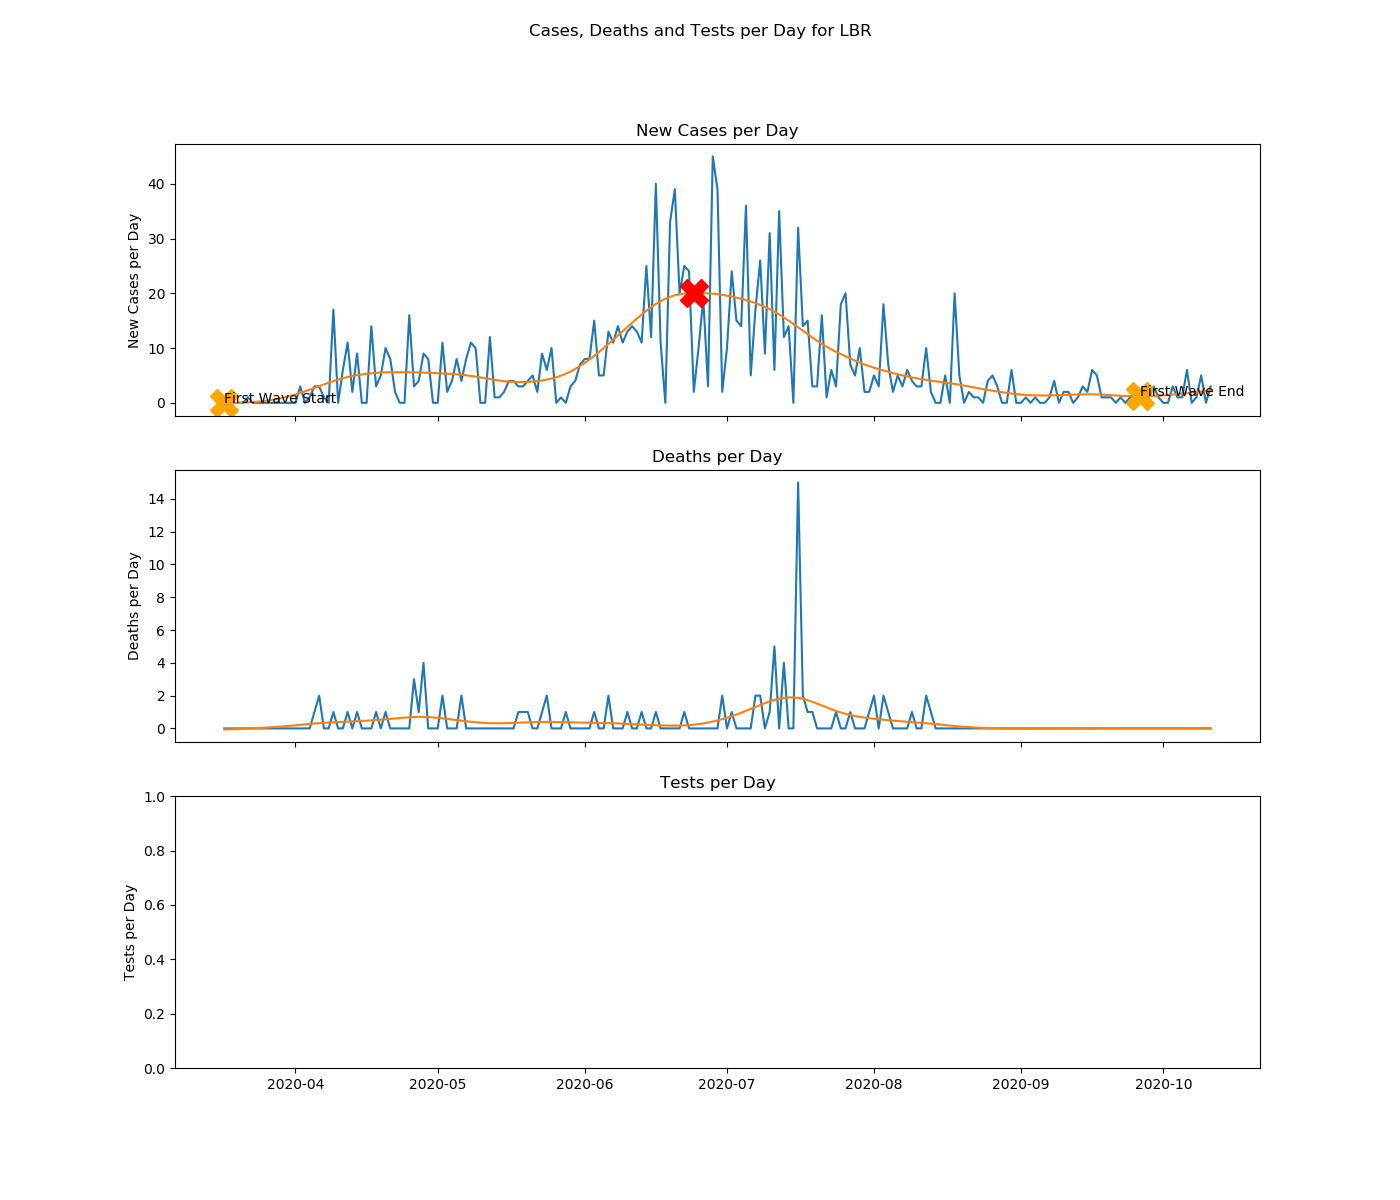 Cases, Deaths and Tests per Day for LBR
New Cases per Day
New Cases per Day
40
30
20
10
0
First Wave Start
First Wave End
Deaths per Day
Deaths per Day
14
12
10
8
6
4
2
0
Tests per Day
Tests per Day
1.0
0.8
0.6
0.4
0.2
0.0
2020-04 2020-05 2020-06 2020-07 2020-08 2020-09 2020-10